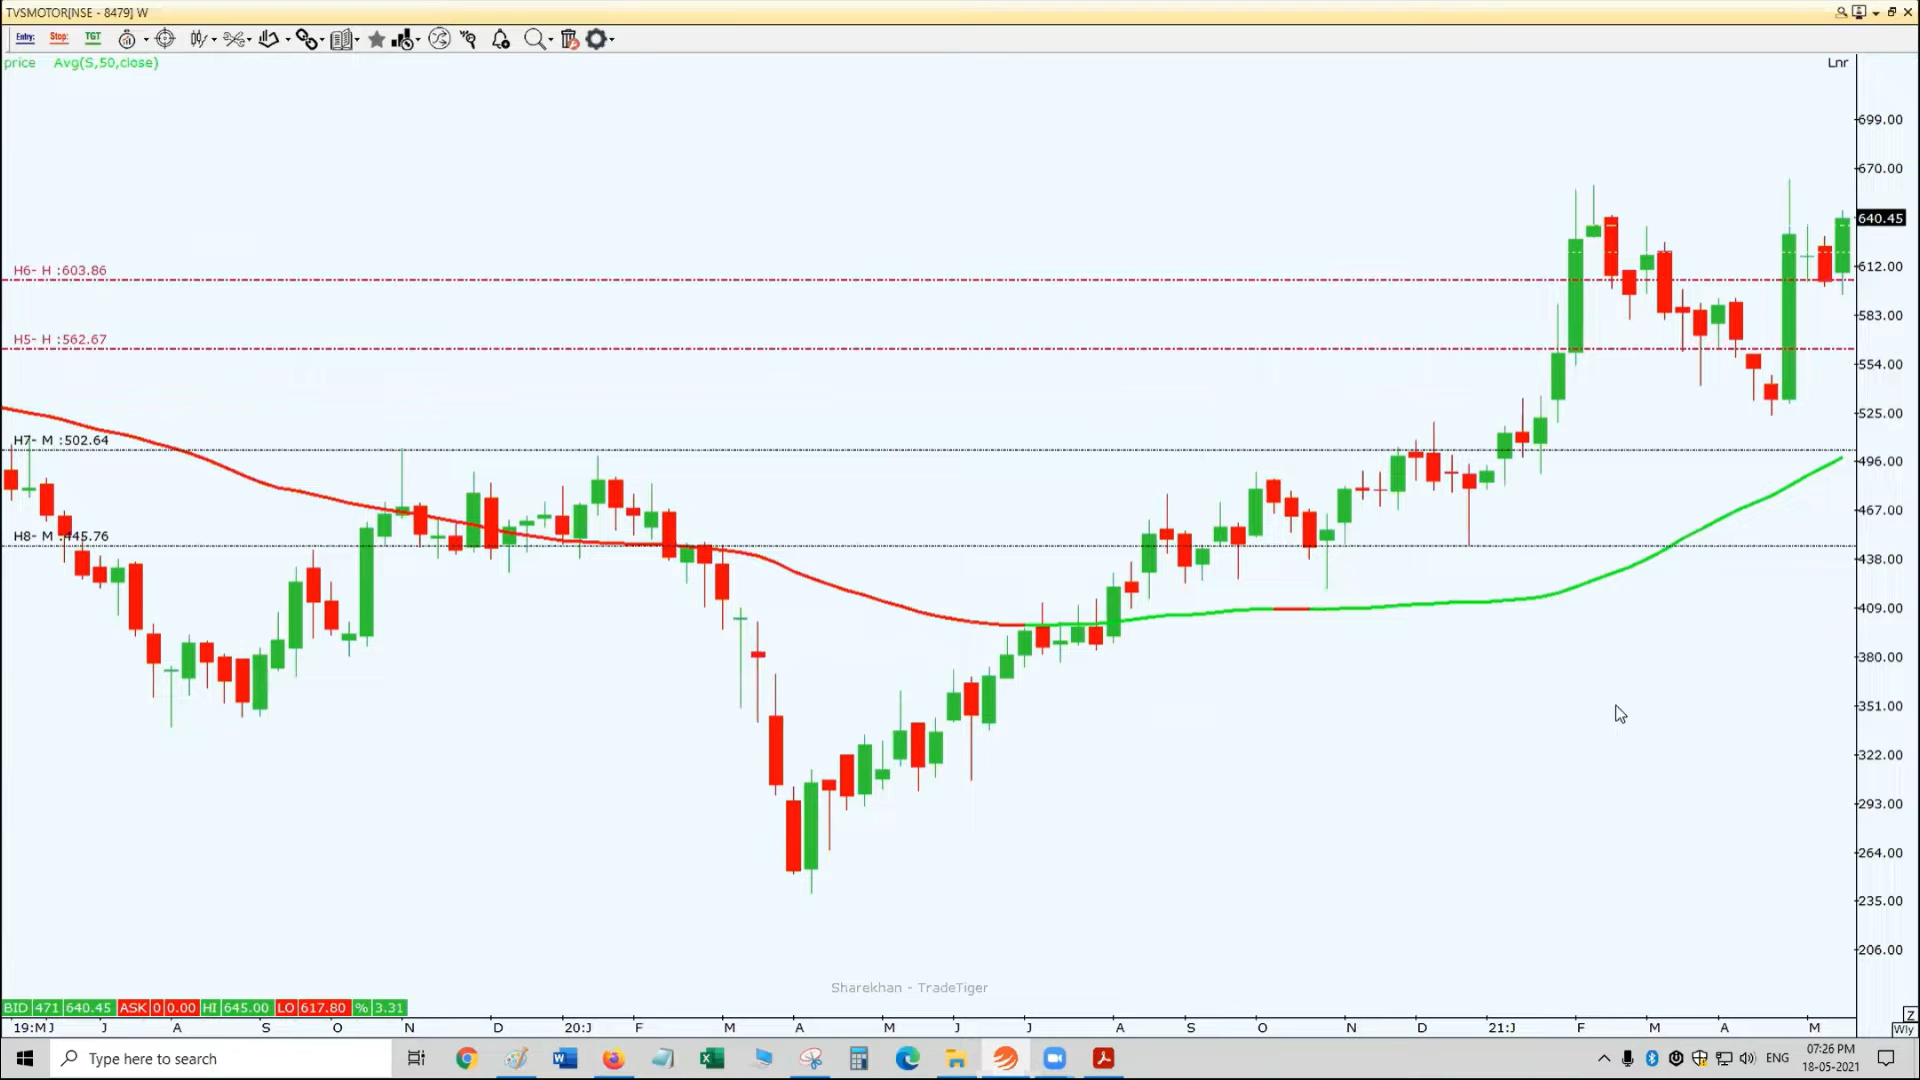 TVSMOTOR[NSE - 8479] W
Entry: Stop: TGT
price Avg(S,50,close)
Lnr
699.00
670.00
640.45
612.00
583.00
554.00
525.00
496.00
467.00
438.00
409.00
380.00
351.00
322.00
293.00
264.00
235.00
206.00
H6- H :603.86
H5- H :562.67
H7- M :502.64
H8- M :445.76
Sharekhan - TradeTiger
BID 471 640.45 ASK 0 0.00 HI 645.00 LO 617.80 % 3.31
19:MJ J A S O N D 20:J F M A M J J A S O N D 21:J F M A M
Z
Wly
Type here to search
ENG
07:26 PM
18-05-2021